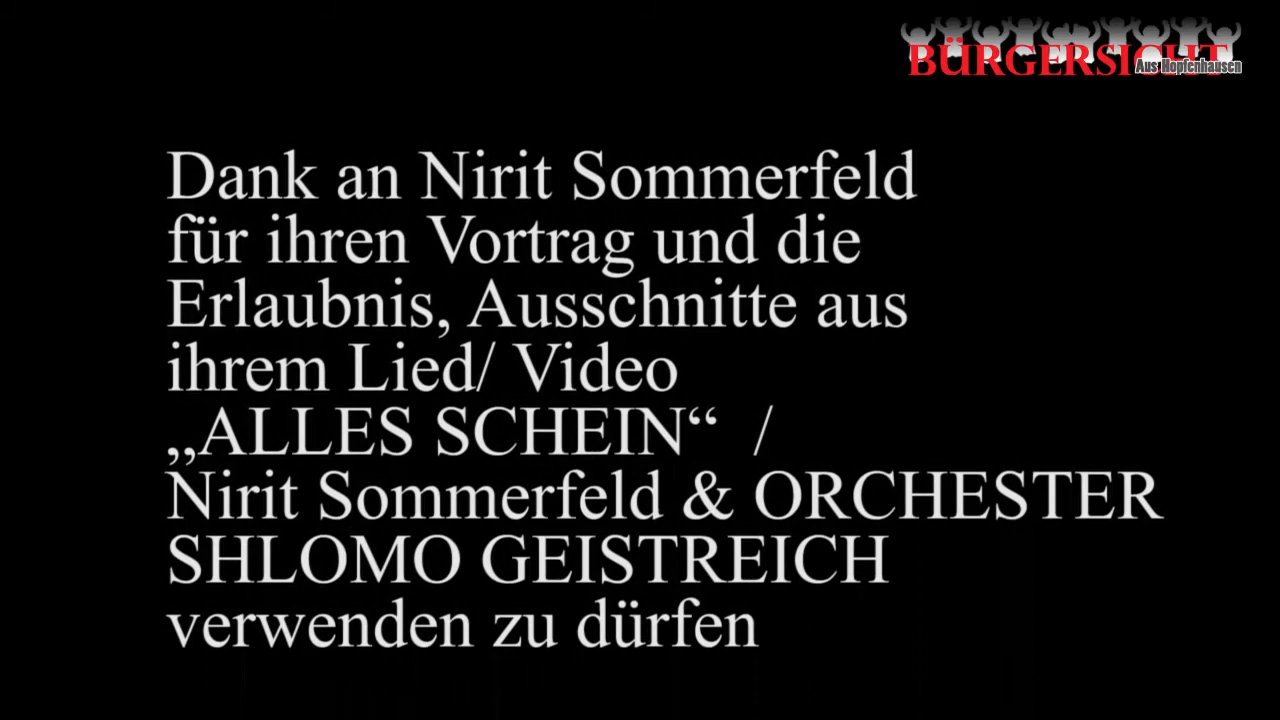 BÜRGERSICHT
Aus Hopfenhausen
Dank an Nirit Sommerfeld
für ihren Vortrag und die
Erlaubnis, Ausschnitte aus
ihrem Lied/ Video
„ALLES SCHEIN“ /
Nirit Sommerfeld & ORCHESTER
SHLOMO GEISTREICH
verwenden zu dürfen